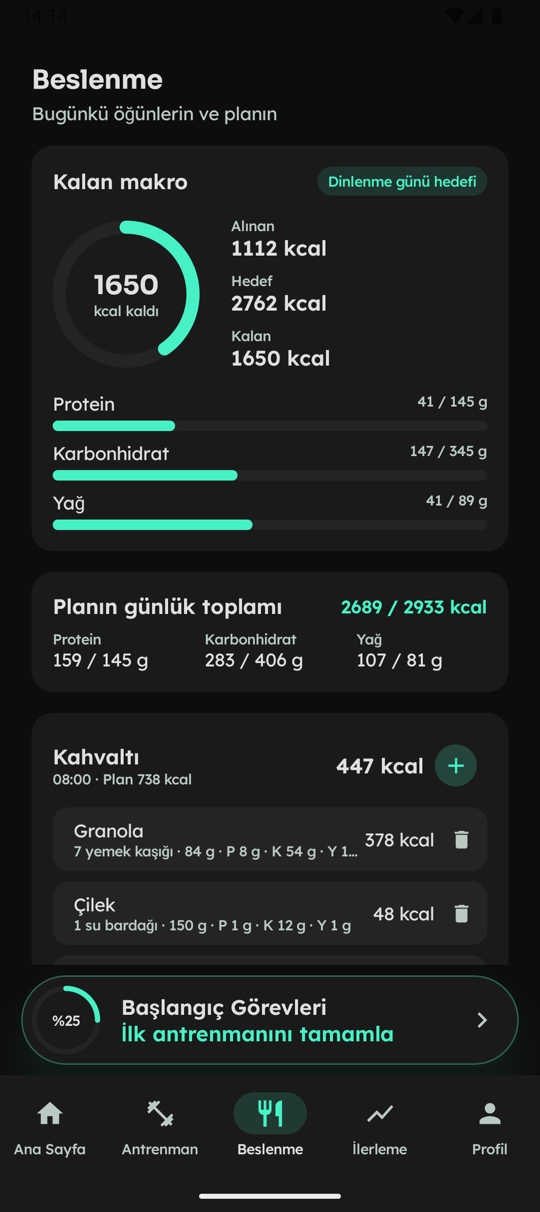 14:14
Beslenme
Bugünkü öğünlerin ve planın
Kalan makro
Dinlenme günü hedefi
1650
kcal kaldı
Alınan
1112 kcal
Hedef
2762 kcal
Kalan
1650 kcal
Protein
41 / 145 g
Karbonhidrat
147 / 345 g
Yağ
41 / 89 g
Planın günlük toplamı
2689 / 2933 kcal
Protein
159 / 145 g
Karbonhidrat
283 / 406 g
Yağ
107 / 81 g
Kahvaltı
08:00 · Plan 738 kcal
447 kcal
Granola
7 yemek kaşığı · 84 g · P 8 g · K 54 g · Y 1…
378 kcal
Çilek
1 su bardağı · 150 g · P 1 g · K 12 g · Y 1 g
48 kcal
%25
Başlangıç Görevleri
İlk antrenmanını tamamla
Ana Sayfa
Antrenman
Beslenme
İlerleme
Profil